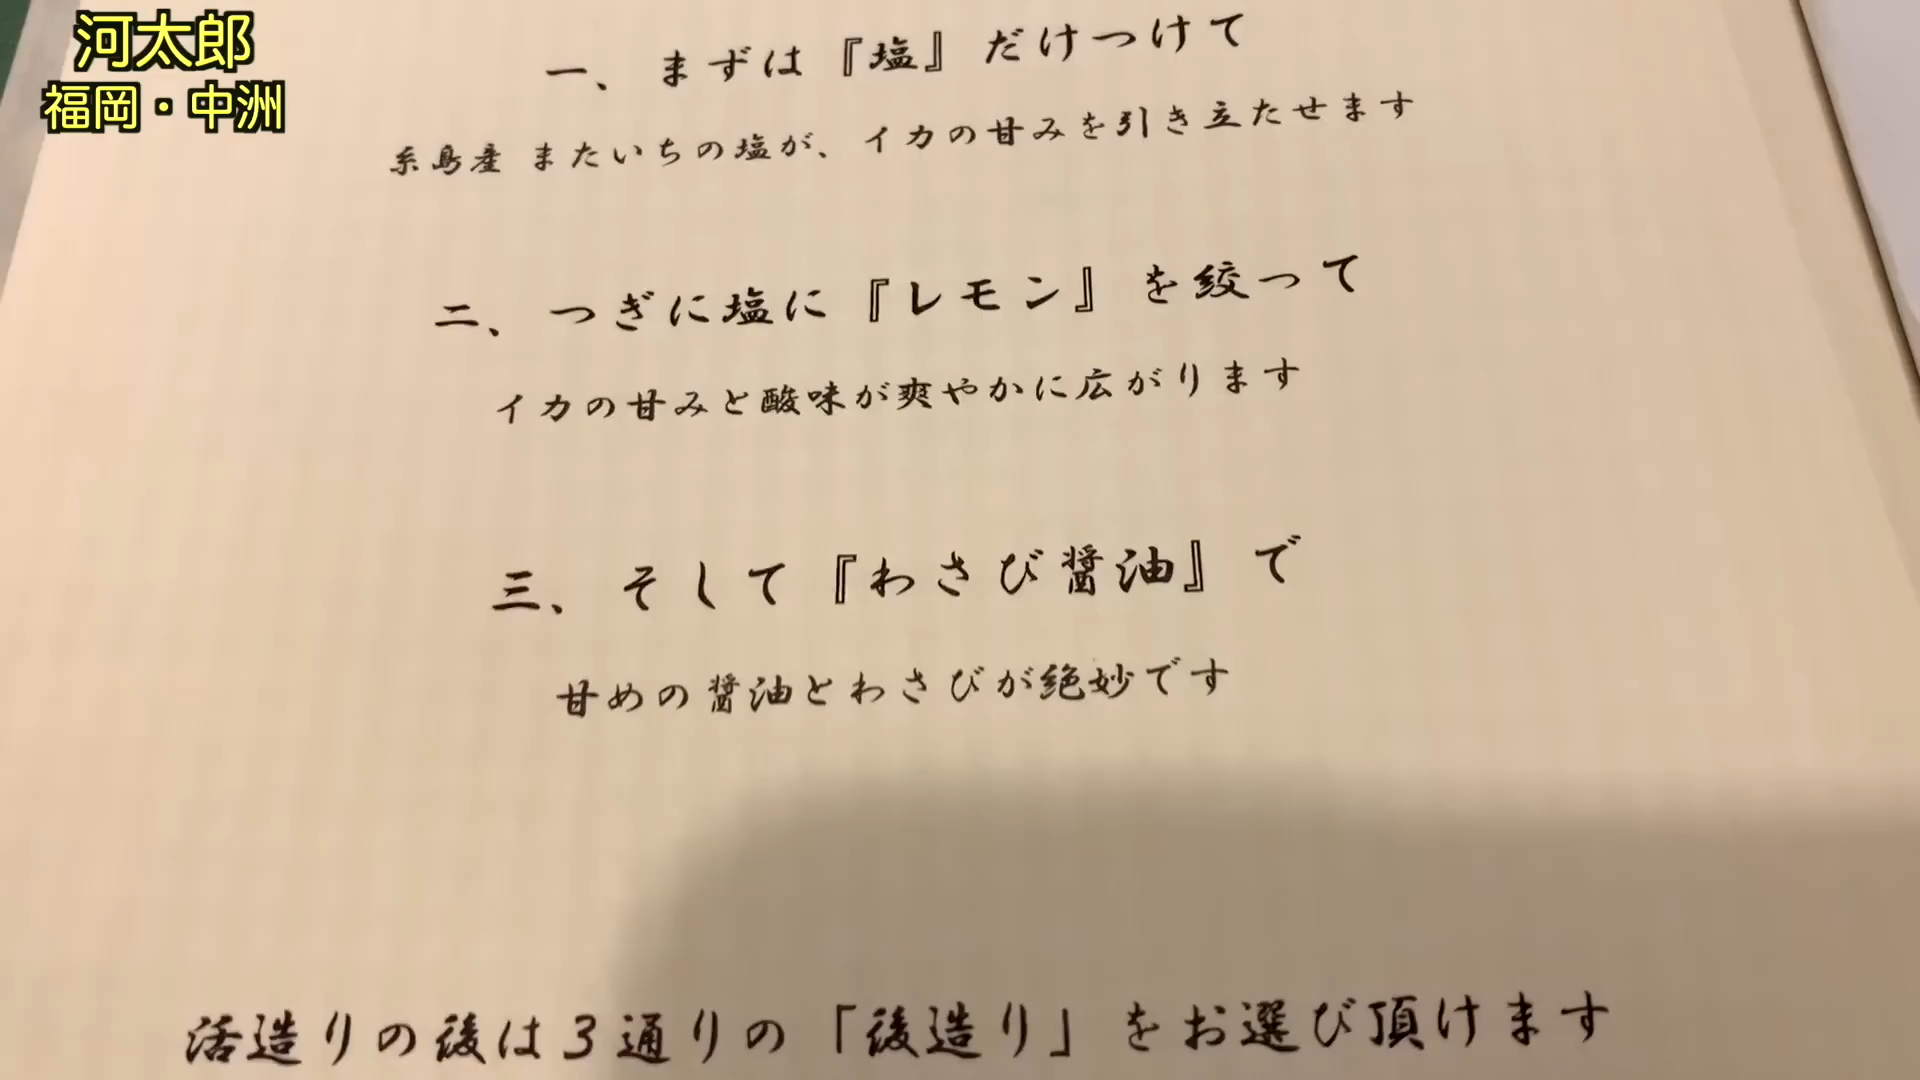 河太郎
福岡・中洲
一、まずは『塩』だけつけて
糸島産 またいちの塩が、イカの甘みを引き立たせます
二、つぎに塩に『レモン』を絞って
イカの甘みと酸味が爽やかに広がります
三、そして『わさび醤油』で
甘めの醤油とわさびが絶妙です
活造りの後は3通りの「後造り」をお選び頂けます